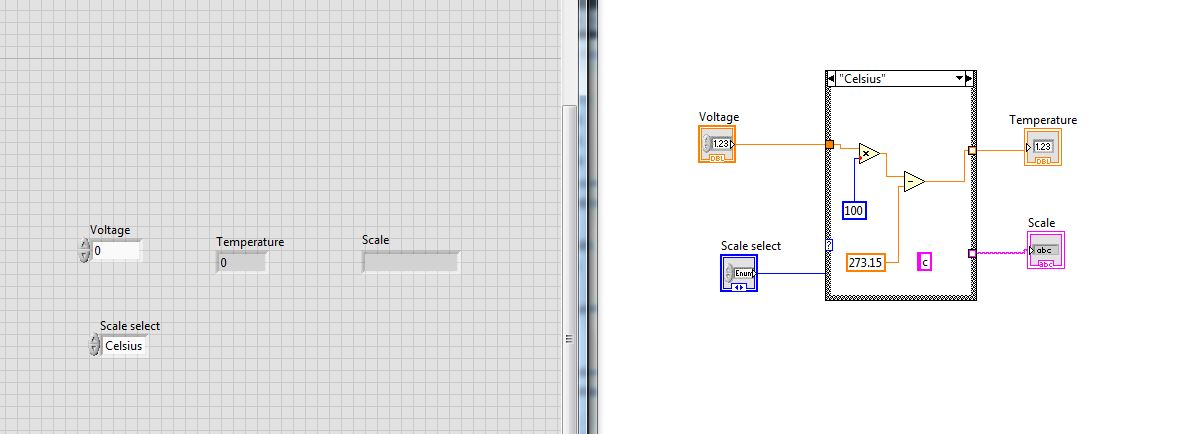 Voltage
0
Temperature
0
Scale
Scale select
Celsius
"Celsius"
Voltage
1.23
DBL
Temperature
1.23
DBL
100
Scale
abc
abc
Scale select
Enum
?
273.15
c